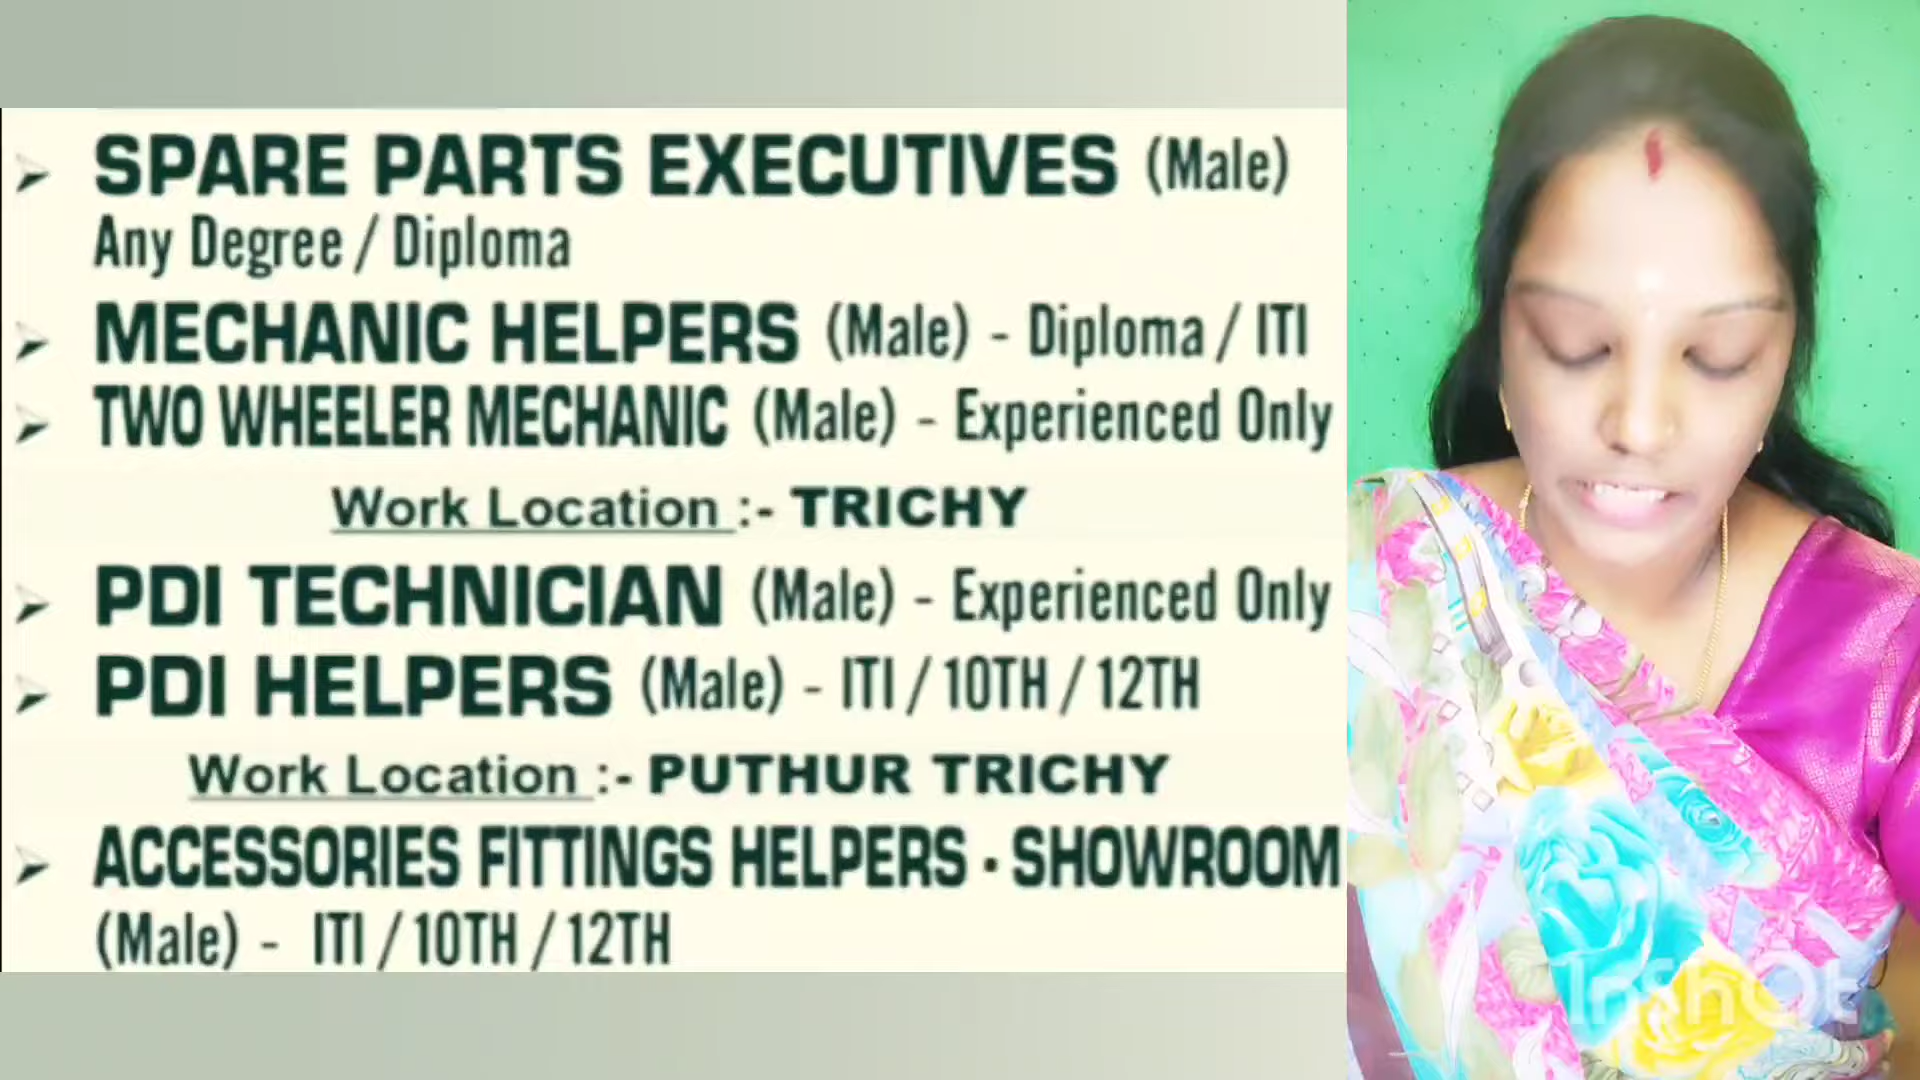 ➢ SPARE PARTS EXECUTIVES (Male)
Any Degree / Diploma
➢ MECHANIC HELPERS (Male) - Diploma / ITI
➢ TWO WHEELER MECHANIC (Male) - Experienced Only
Work Location :- TRICHY
➢ PDI TECHNICIAN (Male) - Experienced Only
➢ PDI HELPERS (Male) - ITI / 10TH / 12TH
Work Location :- PUTHUR TRICHY
➢ ACCESSORIES FITTINGS HELPERS - SHOWROOM
(Male) - ITI / 10TH / 12TH
InShOt